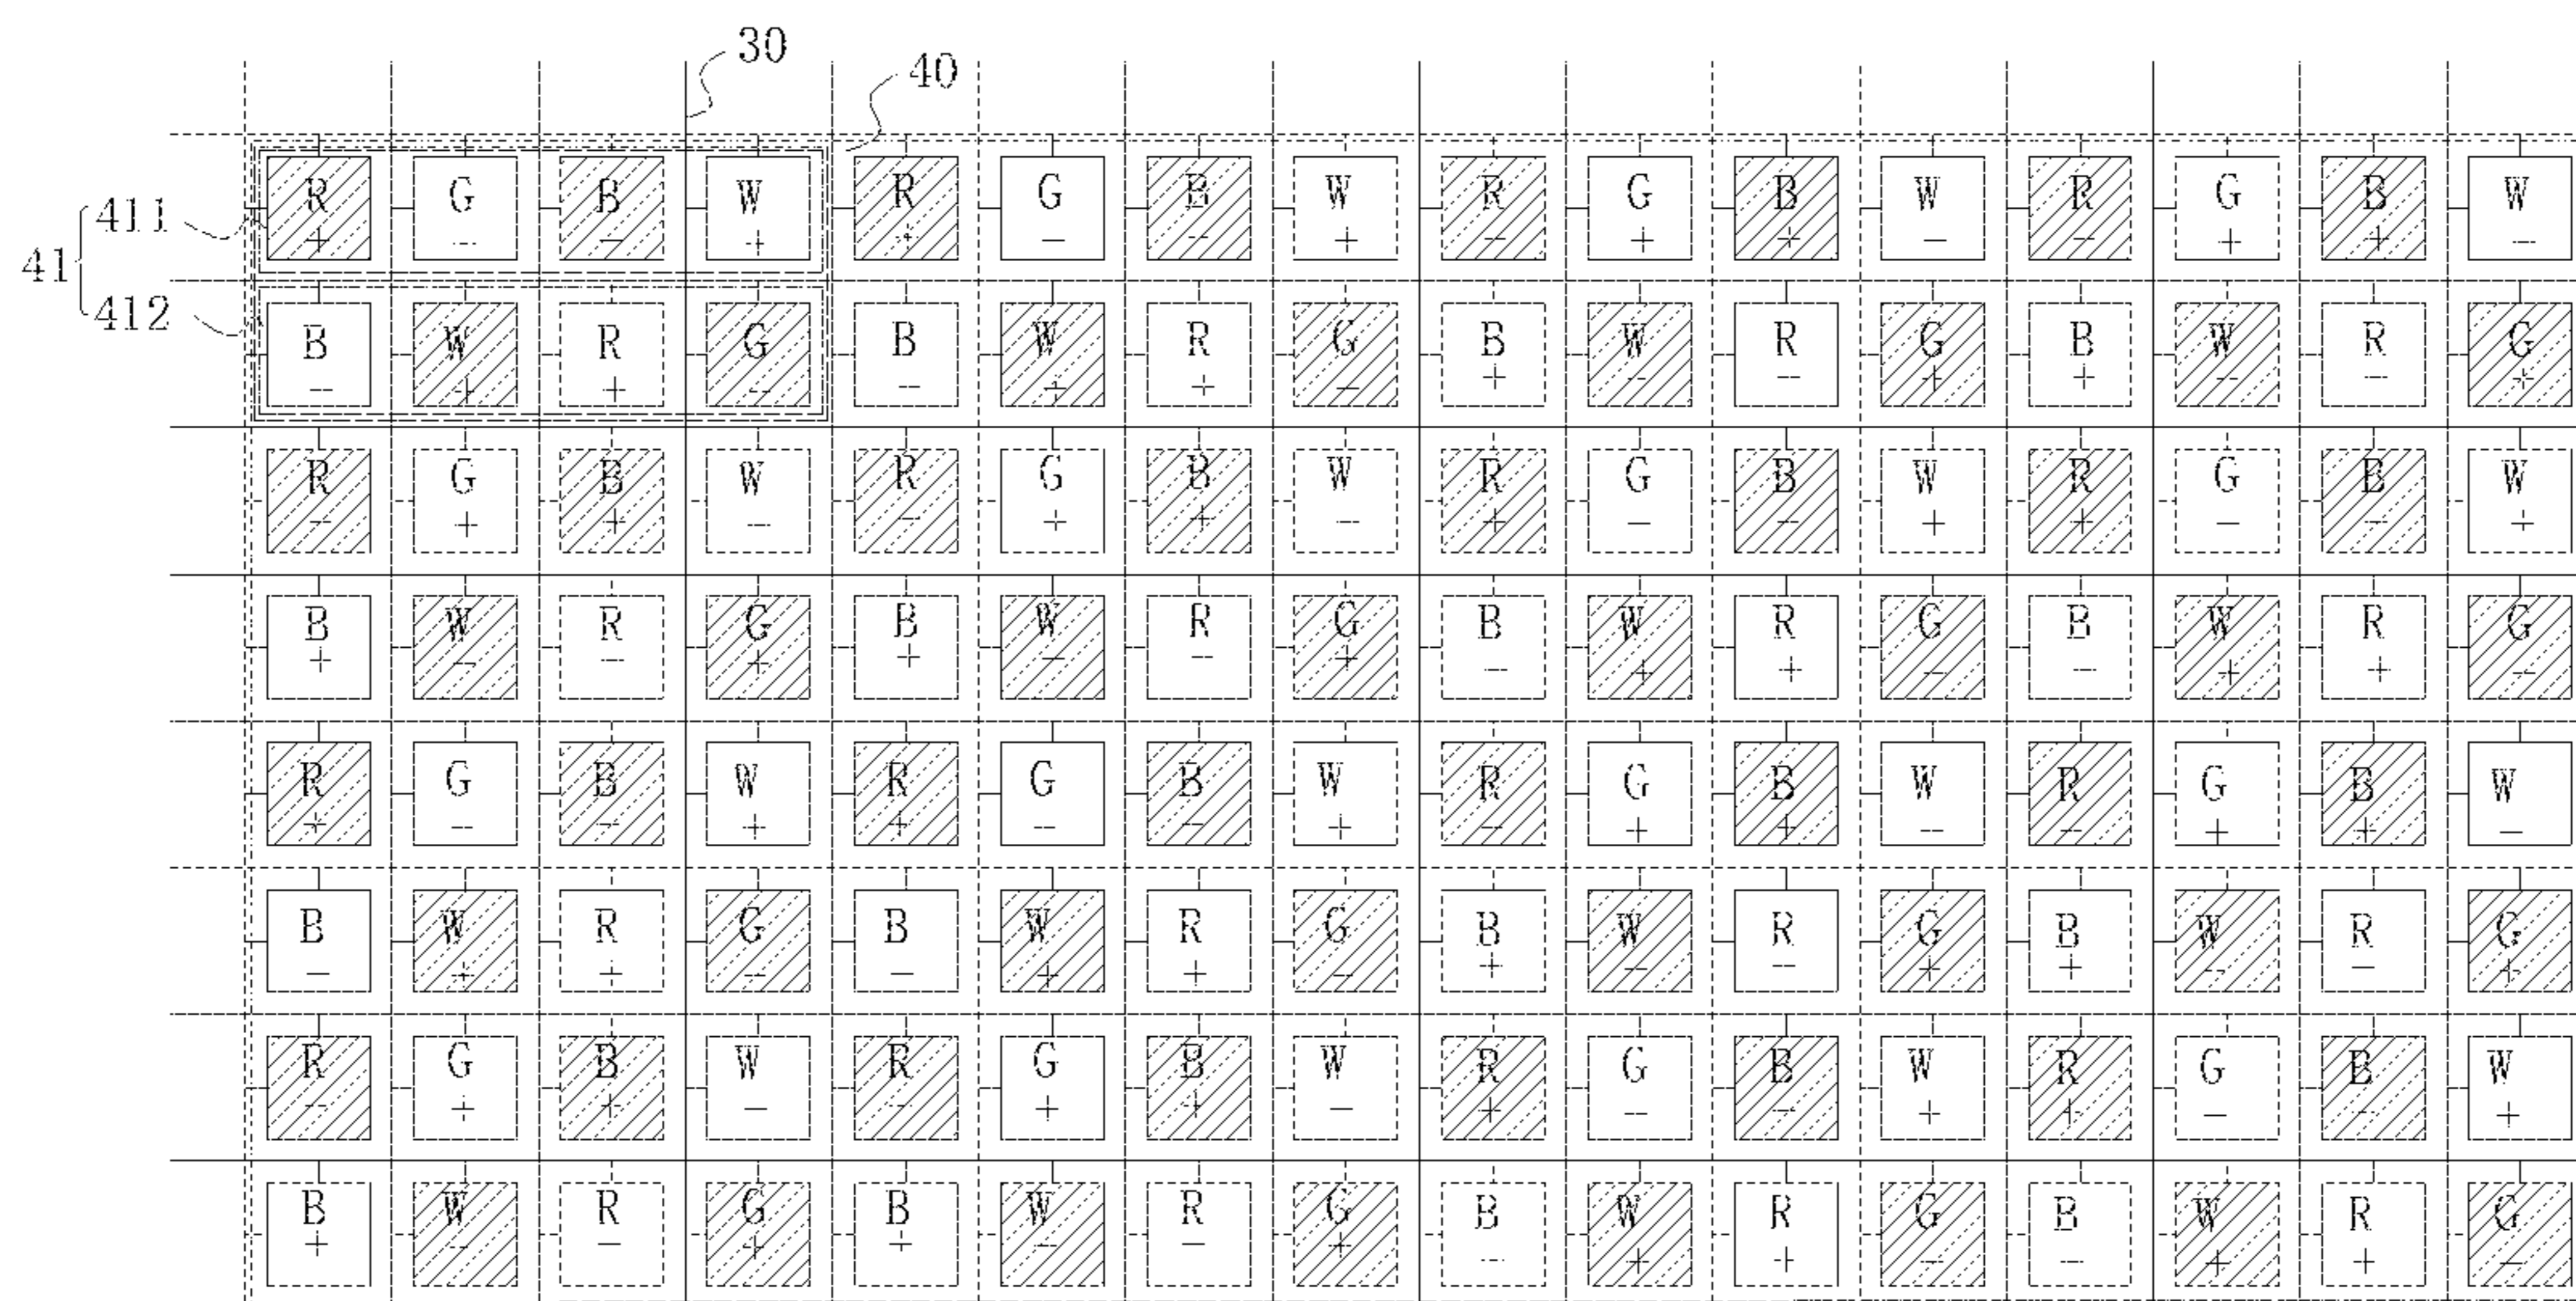 30
40
R G B W R G B W R G B W R G B W
+ - - + + - - + - + + - - + + -
411
41
412
B W R G B W R G B W R G B W R G
- + + - - + + - + - - + + - - +
R G B W R G B W R G B W R G B W
- + + - - + + - + - - + + - - +
B W R G B W R G B W R G B W R G
+ - - + + - - + - + + - - + + -
R G B W R G B W R G B W R G B W
+ - - + + - - + - + + - - + + -
B W R G B W R G B W R G B W R G
- + + - - + + - + - - + + - - +
R G B W R G B W R G B W R G B W
- + + - - + + - + - - + + - - +
B W R G B W R G B W R G B W R G
+ - - + + - - + - + + - - + + -